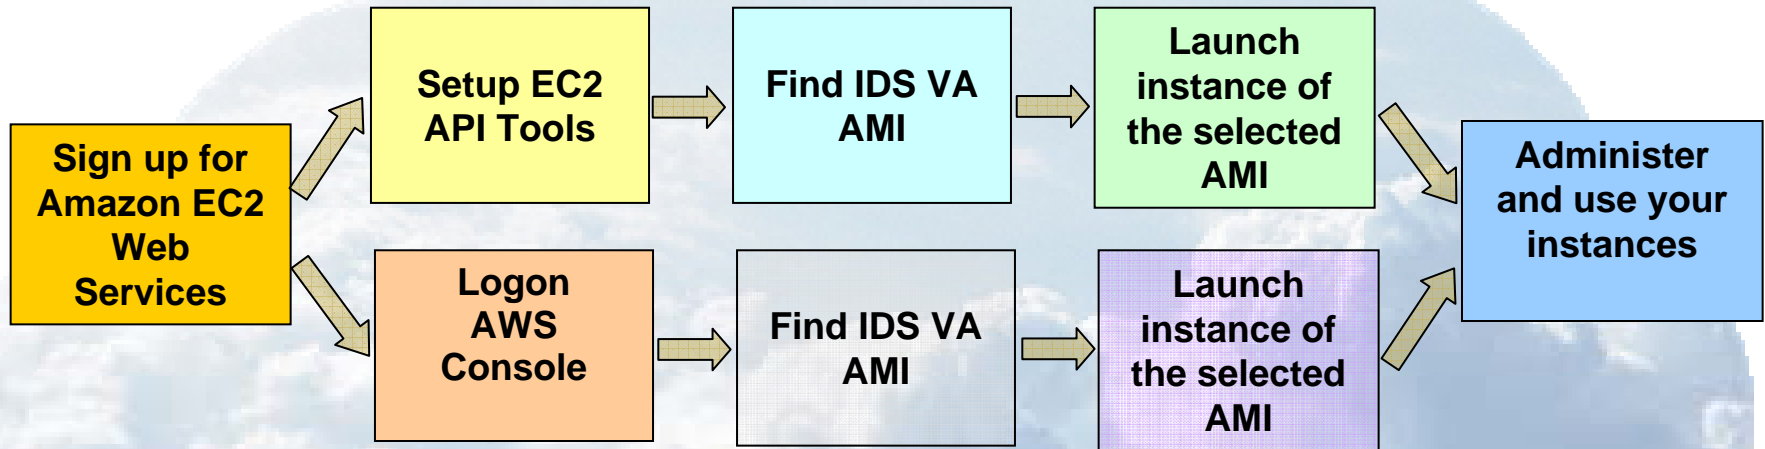 Sign up for
Amazon EC2
Web
Services
Setup EC2
API Tools
Find IDS VA
AMI
Launch
instance of
the selected
AMI
Logon
AWS
Console
Find IDS VA
AMI
Launch
instance of
the selected
AMI
Administer
and use your
instances